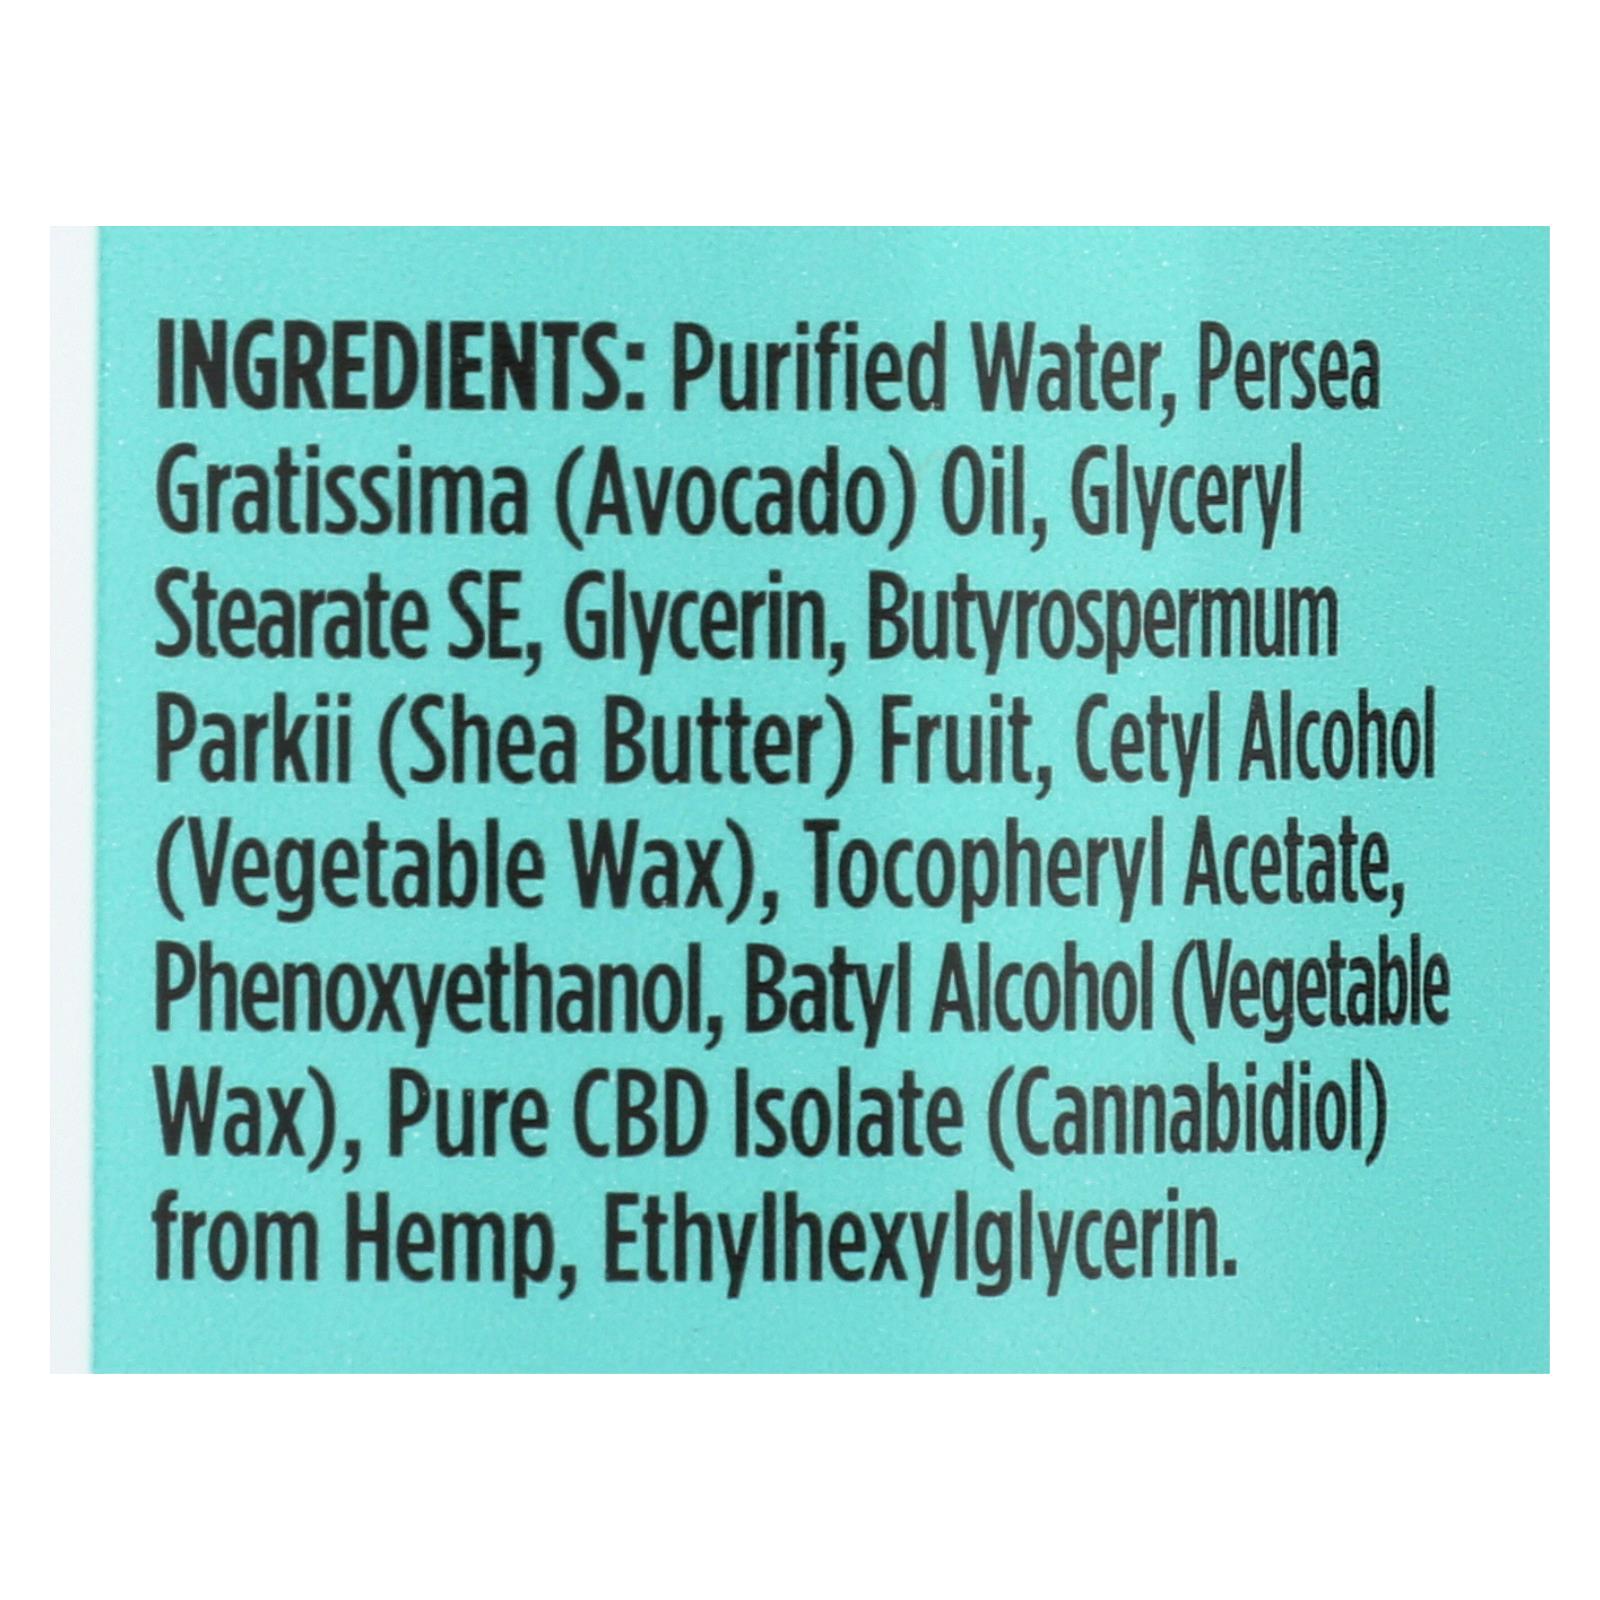 INGREDIENTS: Purified Water, Persea
Gratissima (Avocado) Oil, Glyceryl
Stearate SE, Glycerin, Butyrospermum
Parkii (Shea Butter) Fruit, Cetyl Alcohol
(Vegetable Wax), Tocopheryl Acetate,
Phenoxyethanol, Batyl Alcohol (Vegetable
Wax), Pure CBD Isolate (Cannabidiol)
from Hemp, Ethylhexylglycerin.